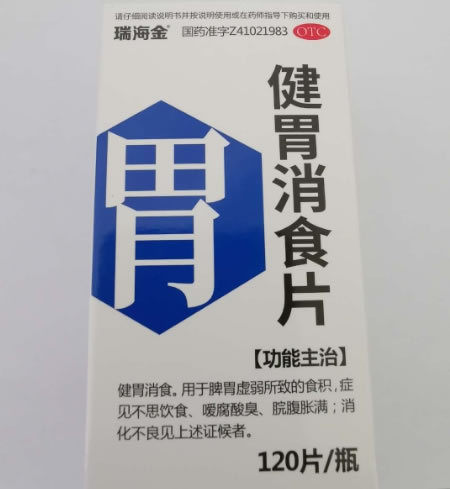 请仔细阅读说明书并按说明使用或在药师指导下购买和使用
瑞海金® 国药准字Z41021983 OTC
健胃消食片
胃
【功能主治】
健胃消食。用于脾胃虚弱所致的食积,症
见不思饮食、嗳腐酸臭、脘腹胀满；消
化不良见上述证候者。
120片/瓶